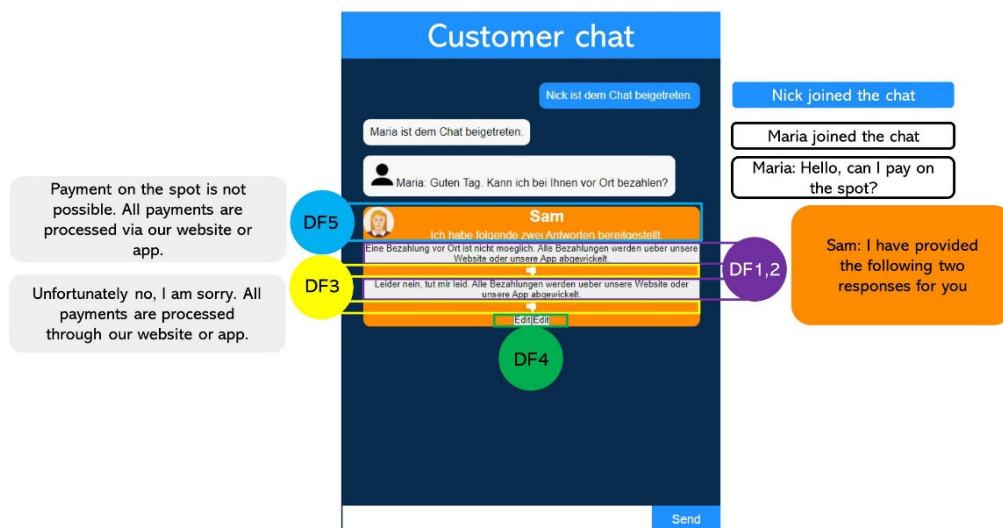 Customer chat
Nick ist dem Chat beigetreten.
Nick joined the chat
Maria ist dem Chat beigetreten.
Maria joined the chat
Maria: Guten Tag. Kann ich bei Ihnen vor Ort bezahlen?
Maria: Hello, can I pay on
the spot?
Payment on the spot is not
possible. All payments are
processed via our website or
app.
DF5
Sam
Ich habe folgende zwei Antworten bereitgestellt.
Eine Bezahlung vor Ort ist nicht moeglich. Alle Bezahlungen werden ueber unsere
Website oder unsere App abgewickelt.
DF1,2
Sam: I have provided
the following two
responses for you
DF3
Unfortunately no, I am sorry. All
payments are processed
through our website or app.
Leider nein, tut mir leid. Alle Bezahlungen werden ueber unsere Website oder
unsere App abgewickelt.
Edit Edit
DF4
Send